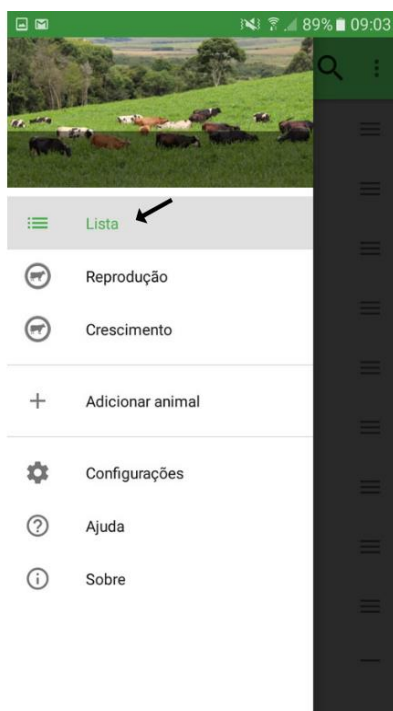 89% 09:03
Lista
Reprodução
Crescimento
Adicionar animal
Configurações
Ajuda
Sobre